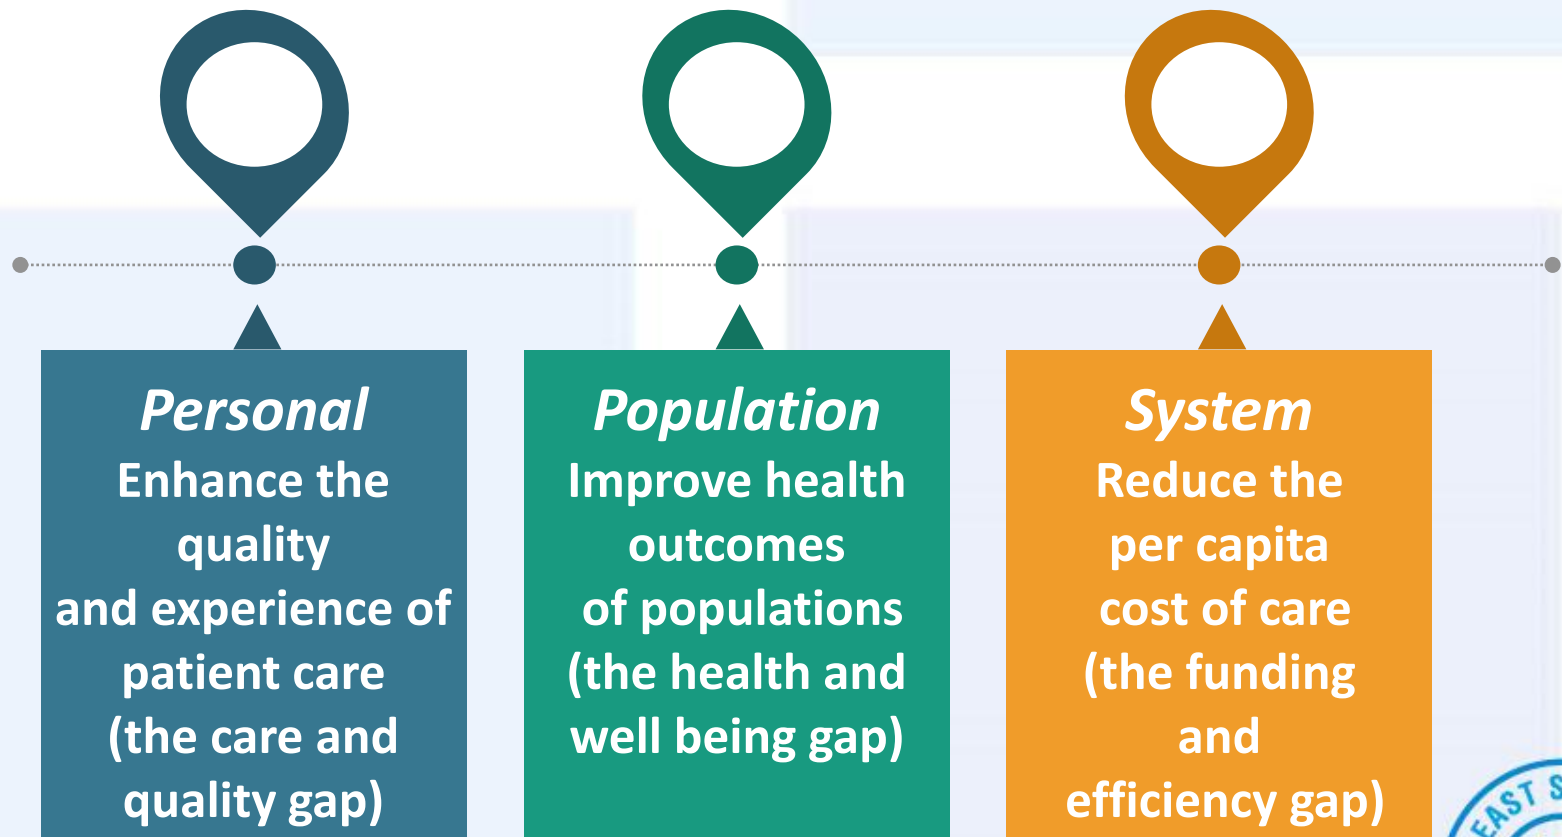 Personal
Enhance the
quality
and experience of
patient care
(the care and
quality gap)
Population
Improve health
outcomes
of populations
(the health and
well being gap)
System
Reduce the
per capita
cost of care
(the funding
and
efficiency gap)
EAST S